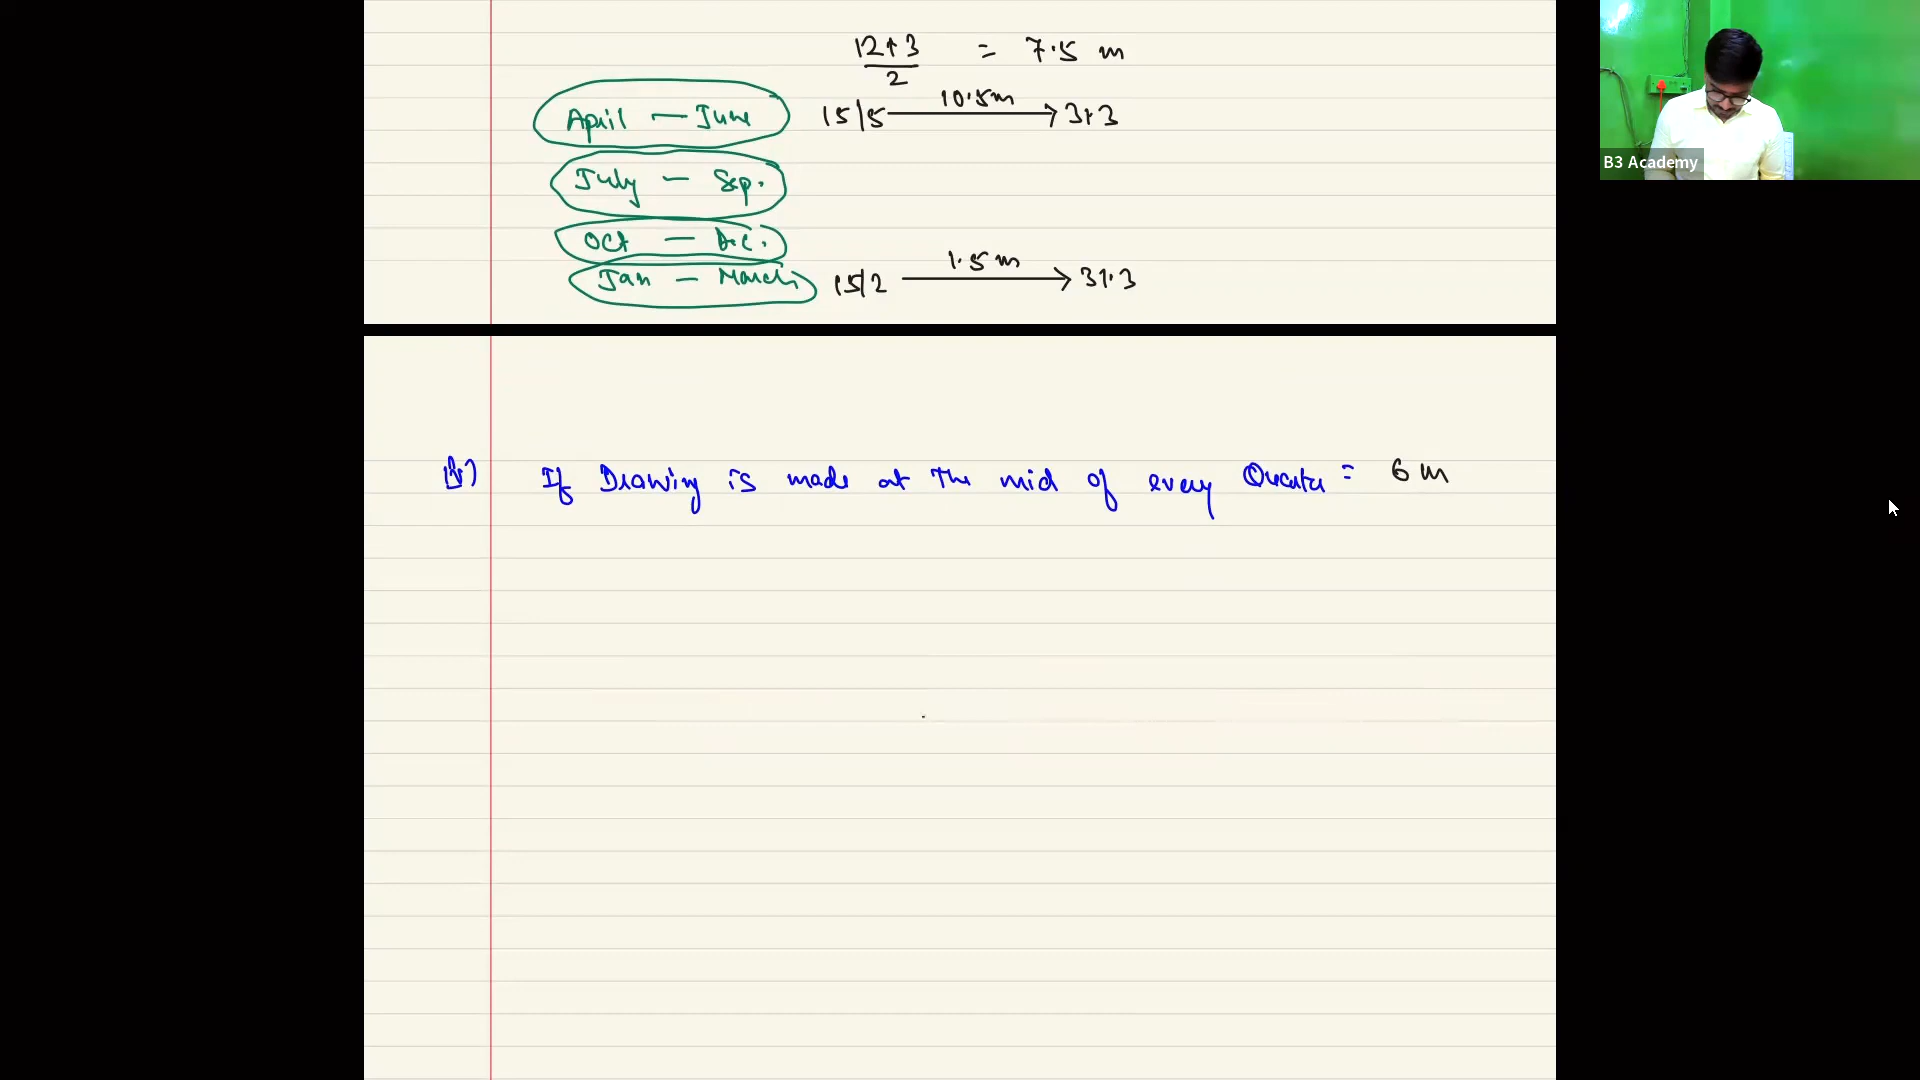 12+3 = 7.5 m
2
April — June 15/5 10.5m 31.3
July — Sep.
Oct — Dec.
Jan — March 15/2 1.5 m 31.3
If Drawing is made at the mid of every Quarter = 6 m
B3 Academy